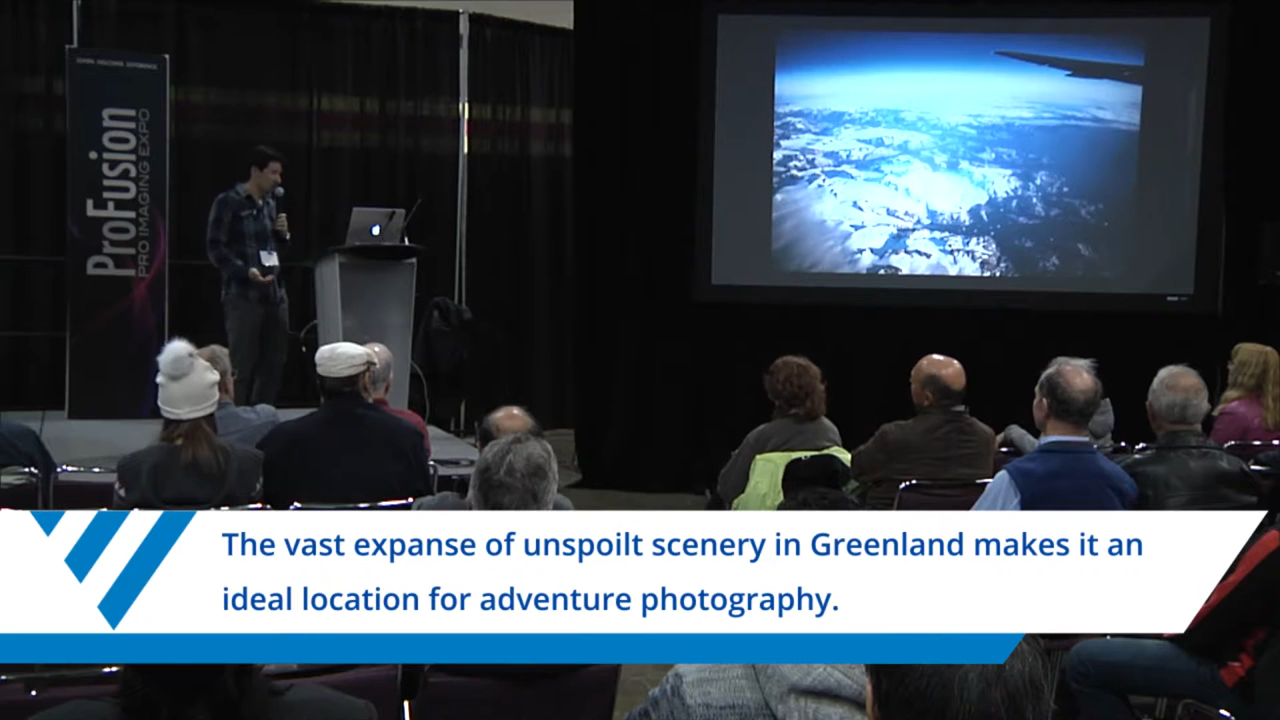 ProFusion
PRO IMAGING EXPO
The vast expanse of unspoilt scenery in Greenland makes it an
ideal location for adventure photography.